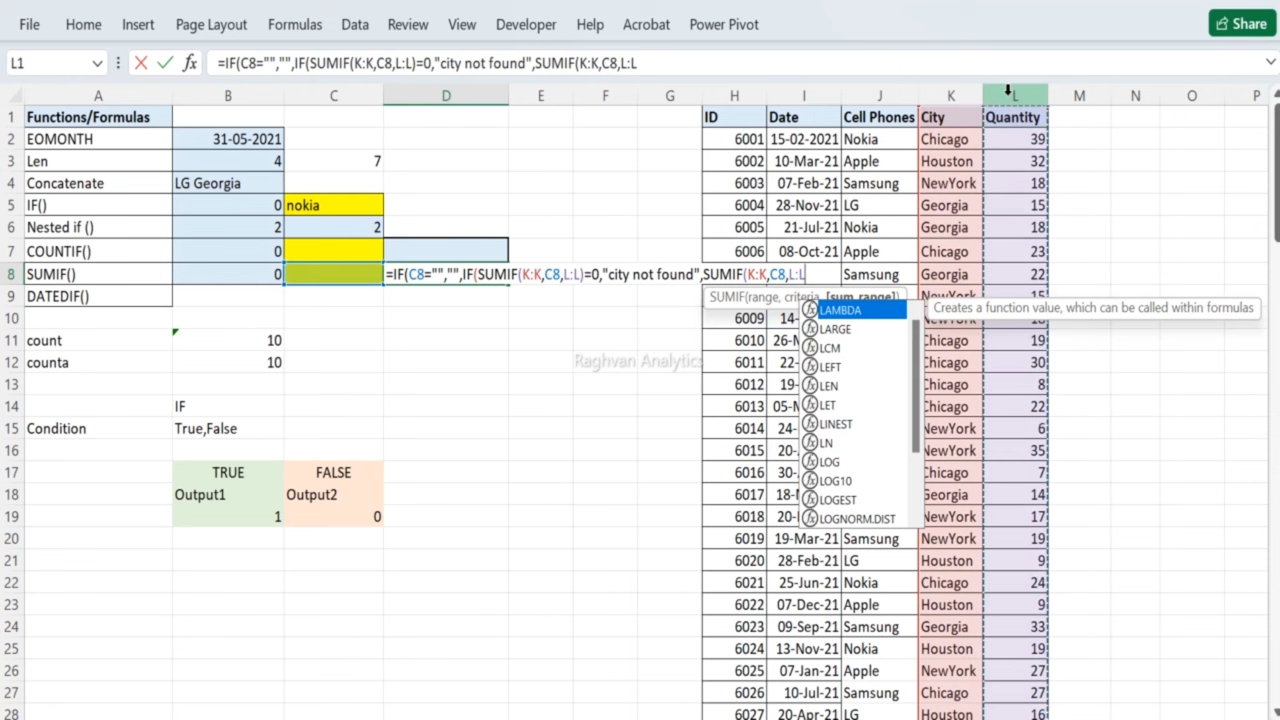 File Home Insert Page Layout Formulas Data Review View Developer Help Acrobat Power Pivot Share
L1 fx =IF(C8="","",IF(SUMIF(K:K,C8,L:L)=0,"city not found",SUMIF(K:K,C8,L:L
A B C D E F G H I J K L M N O P
1 Functions/Formulas ID Date Cell Phones City Quantity
2 EOMONTH 31-05-2021 6001 15-02-2021 Nokia Chicago 39
3 Len 4 7 6002 10-Mar-21 Apple Houston 32
4 Concatenate LG Georgia 6003 07-Feb-21 Samsung NewYork 18
5 IF() 0 nokia 6004 28-Nov-21 LG Georgia 15
6 Nested if () 2 2 6005 21-Jul-21 Nokia Georgia 18
7 COUNTIF() 0 6006 08-Oct-21 Apple Chicago 23
8 SUMIF() 0 =IF(C8="","",IF(SUMIF(K:K,C8,L:L)=0,"city not found",SUMIF(K:K,C8,L:L Samsung Georgia 22
9 DATEDIF()
SUMIF(range, criteria, [sum_range])
LAMBDA Creates a function value, which can be called within formulas
10 6009 14-
LARGE
11 count 10 6010 26-M LCM Chicago 19
12 counta 10 Raghvan Analytics 6011 22- LEFT Chicago 30
13 6012 19- LEN Chicago 8
14 IF 6013 05-M LET Chicago 22
15 Condition True,False 6014 24- LINEST NewYork 6
16 6015 20- LN NewYork 35
17 TRUE FALSE 6016 30- LOG Chicago 7
LOG10
18 Output1 Output2 6017 18-M LOGEST Georgia 14
19 1 0 6018 20- LOGNORM.DIST NewYork 17
20 6019 19-Mar-21 Samsung NewYork 19
21 6020 28-Feb-21 LG Houston 9
22 6021 25-Jun-21 Nokia Chicago 24
23 6022 07-Dec-21 Apple Houston 9
24 6023 09-Sep-21 Samsung Georgia 33
25 6024 13-Nov-21 Nokia Houston 19
26 6025 07-Jan-21 Apple NewYork 27
27 6026 10-Jul-21 Samsung Chicago 27
28 6027 20-Apr-21 LG Houston 16